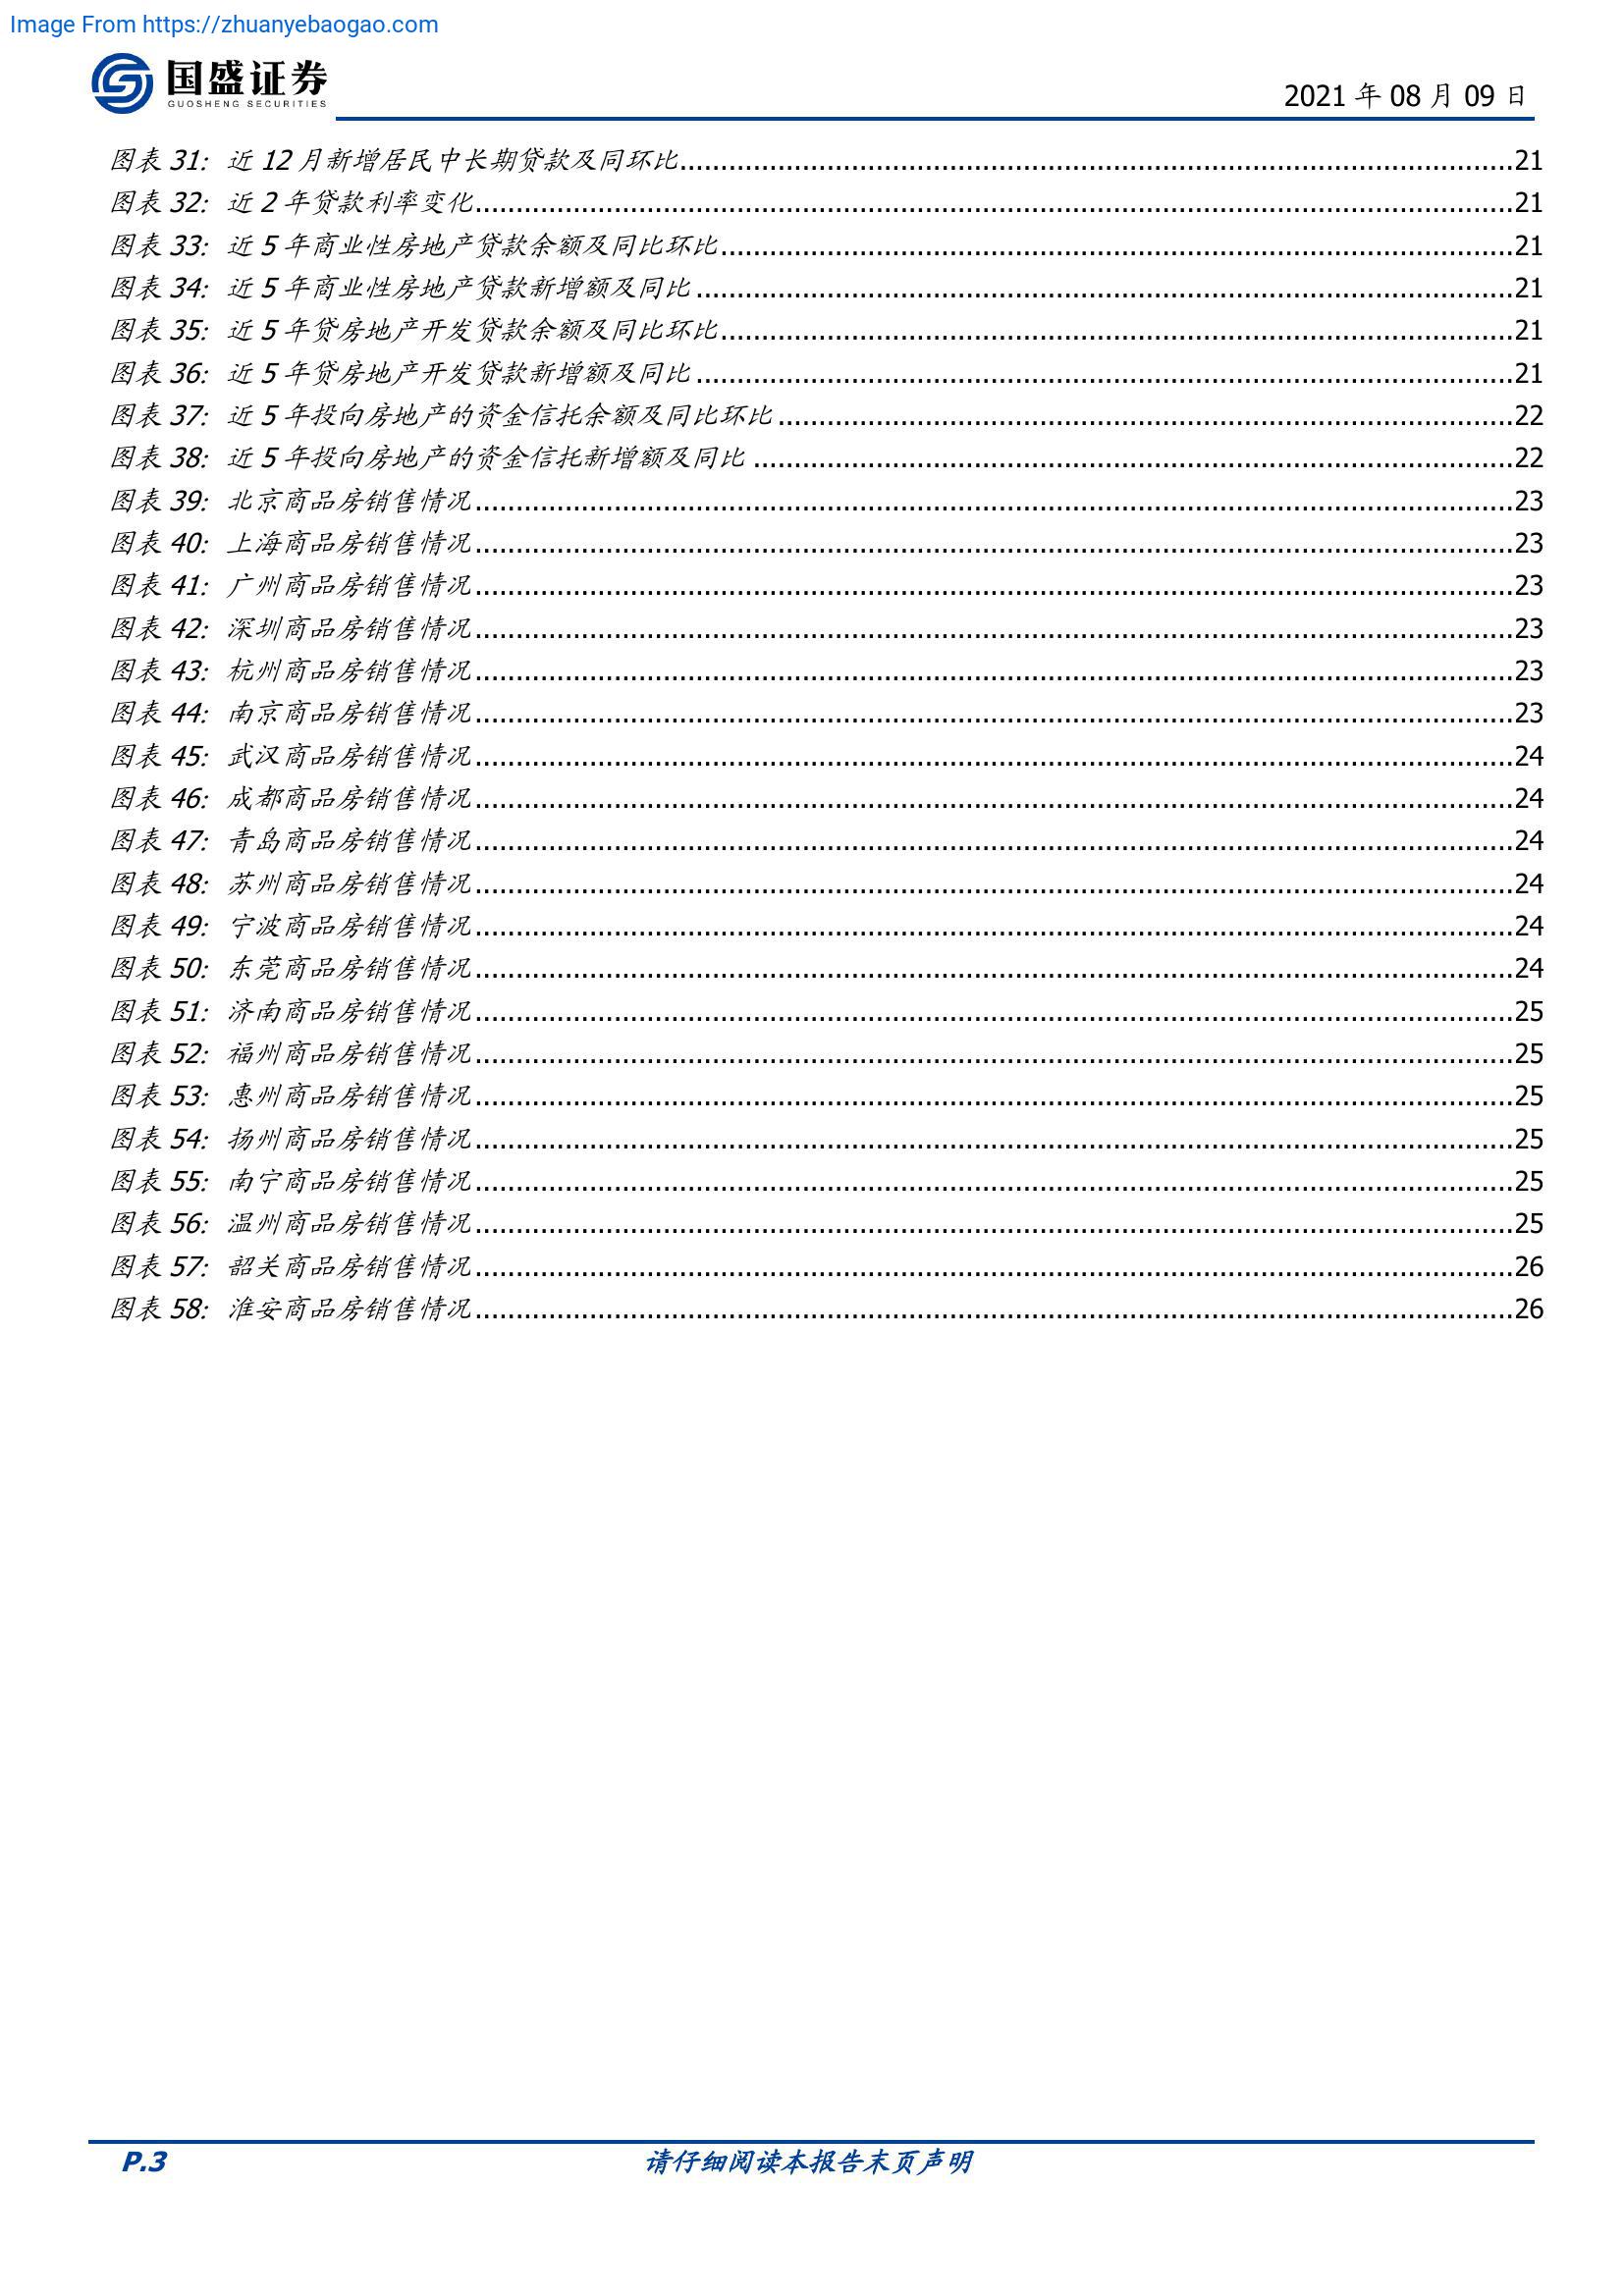 Image From https://zhuanyebaogao.com
国盛证券
GUOSHENG SECURITIES
2021 年 08 月 09 日
图表 31: 近 12 月新增居民中长期贷款及同环比....................21
图表 32: 近 2 年贷款利率变化....................21
图表 33: 近 5 年商业性房地产贷款余额及同比环比....................21
图表 34: 近 5 年商业性房地产贷款新增额及同比....................21
图表 35: 近 5 年贷房地产开发贷款余额及同比环比....................21
图表 36: 近 5 年贷房地产开发贷款新增额及同比....................21
图表 37: 近 5 年投向房地产的资金信托余额及同比环比....................22
图表 38: 近 5 年投向房地产的资金信托新增额及同比....................22
图表 39: 北京商品房销售情况....................23
图表 40: 上海商品房销售情况....................23
图表 41: 广州商品房销售情况....................23
图表 42: 深圳商品房销售情况....................23
图表 43: 杭州商品房销售情况....................23
图表 44: 南京商品房销售情况....................23
图表 45: 武汉商品房销售情况....................24
图表 46: 成都商品房销售情况....................24
图表 47: 青岛商品房销售情况....................24
图表 48: 苏州商品房销售情况....................24
图表 49: 宁波商品房销售情况....................24
图表 50: 东莞商品房销售情况....................24
图表 51: 济南商品房销售情况....................25
图表 52: 福州商品房销售情况....................25
图表 53: 惠州商品房销售情况....................25
图表 54: 扬州商品房销售情况....................25
图表 55: 南宁商品房销售情况....................25
图表 56: 温州商品房销售情况....................25
图表 57: 韶关商品房销售情况....................26
图表 58: 淮安商品房销售情况....................26
P.3
请仔细阅读本报告末页声明